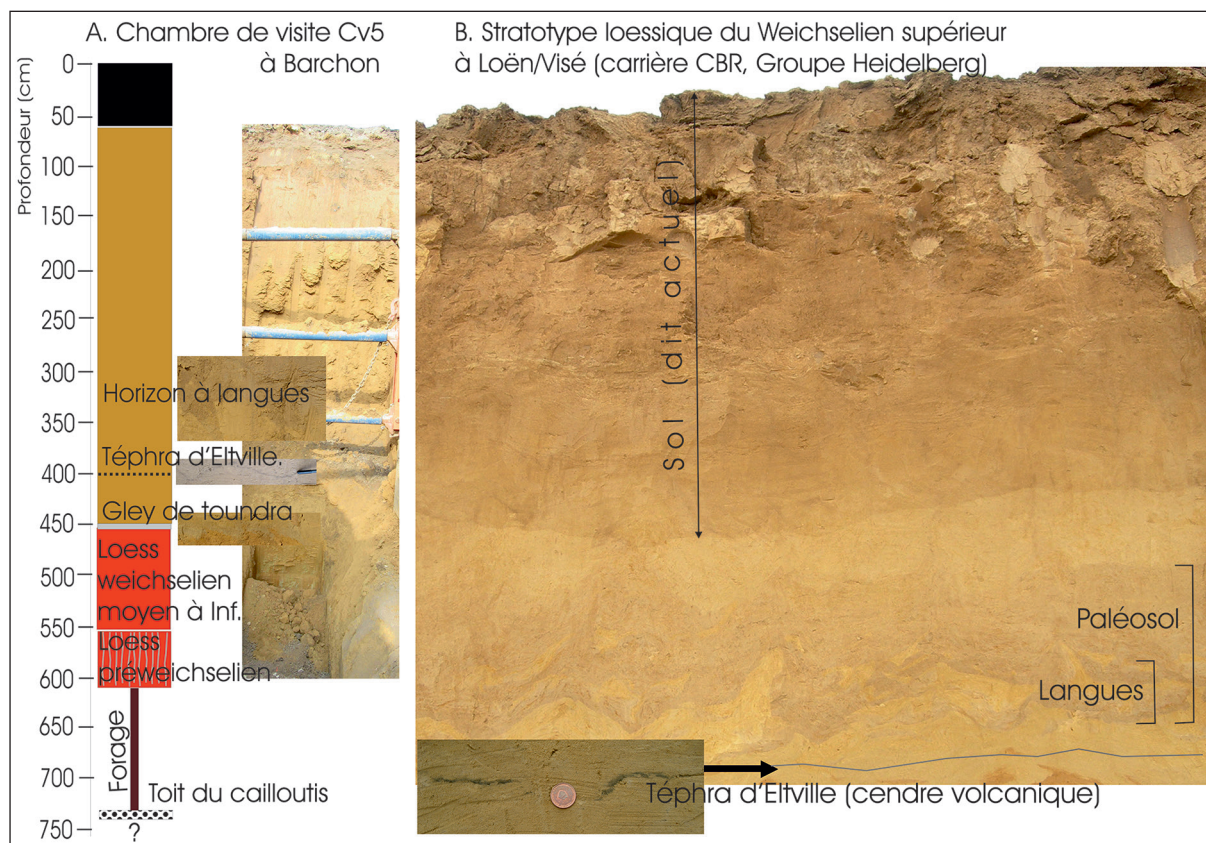 A. Chambre de visite Cv5
à Barchon
B. Stratotype loessique du Weichselien supérieur
à Loën/Visé (carrière CBR, Groupe Heidelberg)
Profondeur (cm)
0
50
100
150
200
250
300
350
400
450
500
550
600
650
700
750
Horizon à langues
Téphra d'Eltville.
Gley de toundra
Loess
weichselien
moyen à Inf.
Loess
préweichselien
Forage
Toit du cailloutis
?
Sol (dit actuel)
Paléosol
Langues
Téphra d'Eltville (cendre volcanique)